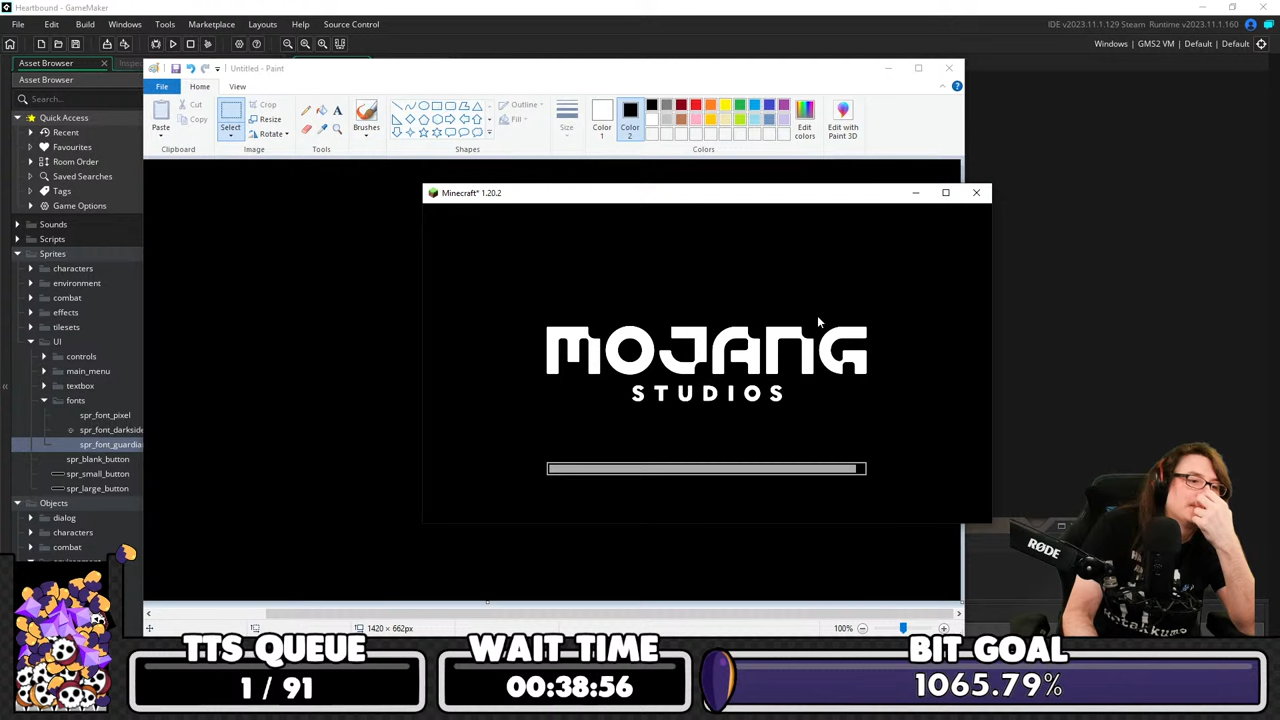 Heartbound - GameMaker
File Edit Build Windows Tools Marketplace Layouts Help Source Control
IDE v2023.11.1.129 Steam Runtime v2023.11.1.160
Windows | GMS2 VM | Default | Default
Asset Browser
Asset Browser
Search...
Quick Access
Recent
Favourites
Room Order
Saved Searches
Tags
Game Options
Sounds
Scripts
Sprites
characters
environment
combat
effects
tilesets
UI
controls
main_menu
textbox
fonts
spr_font_pixel
spr_font_darkside
spr_font_guardia
spr_blank_button
spr_small_button
spr_large_button
Objects
dialog
characters
combat
Untitled - Paint
File Home View
Paste
Cut
Copy
Clipboard
Select
Crop
Resize
Rotate
Image
Tools
Brushes
Shapes
Outline
Fill
Size
Color 1
Color 2
Edit colors
Edit with Paint 3D
Colors
Minecraft* 1.20.2
MOJANG
STUDIOS
1420 × 662px
100%
RØDE
TTS QUEUE
1 / 91
WAIT TIME
00:38:56
BIT GOAL
1065.79%